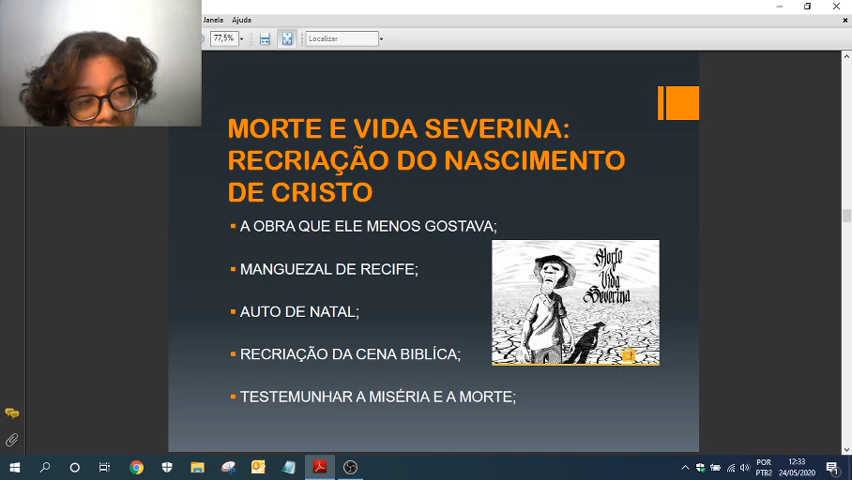 Janela Ajuda
77,5% Localizar
MORTE E VIDA SEVERINA:
RECRIAÇÃO DO NASCIMENTO
DE CRISTO
A OBRA QUE ELE MENOS GOSTAVA;
MANGUEZAL DE RECIFE;
Morte
e
Vida
Severina
AUTO DE NATAL;
RECRIAÇÃO DA CENA BIBLÍCA;
TESTEMUNHAR A MISÉRIA E A MORTE;
POR 12:33
PTB2 24/05/2020